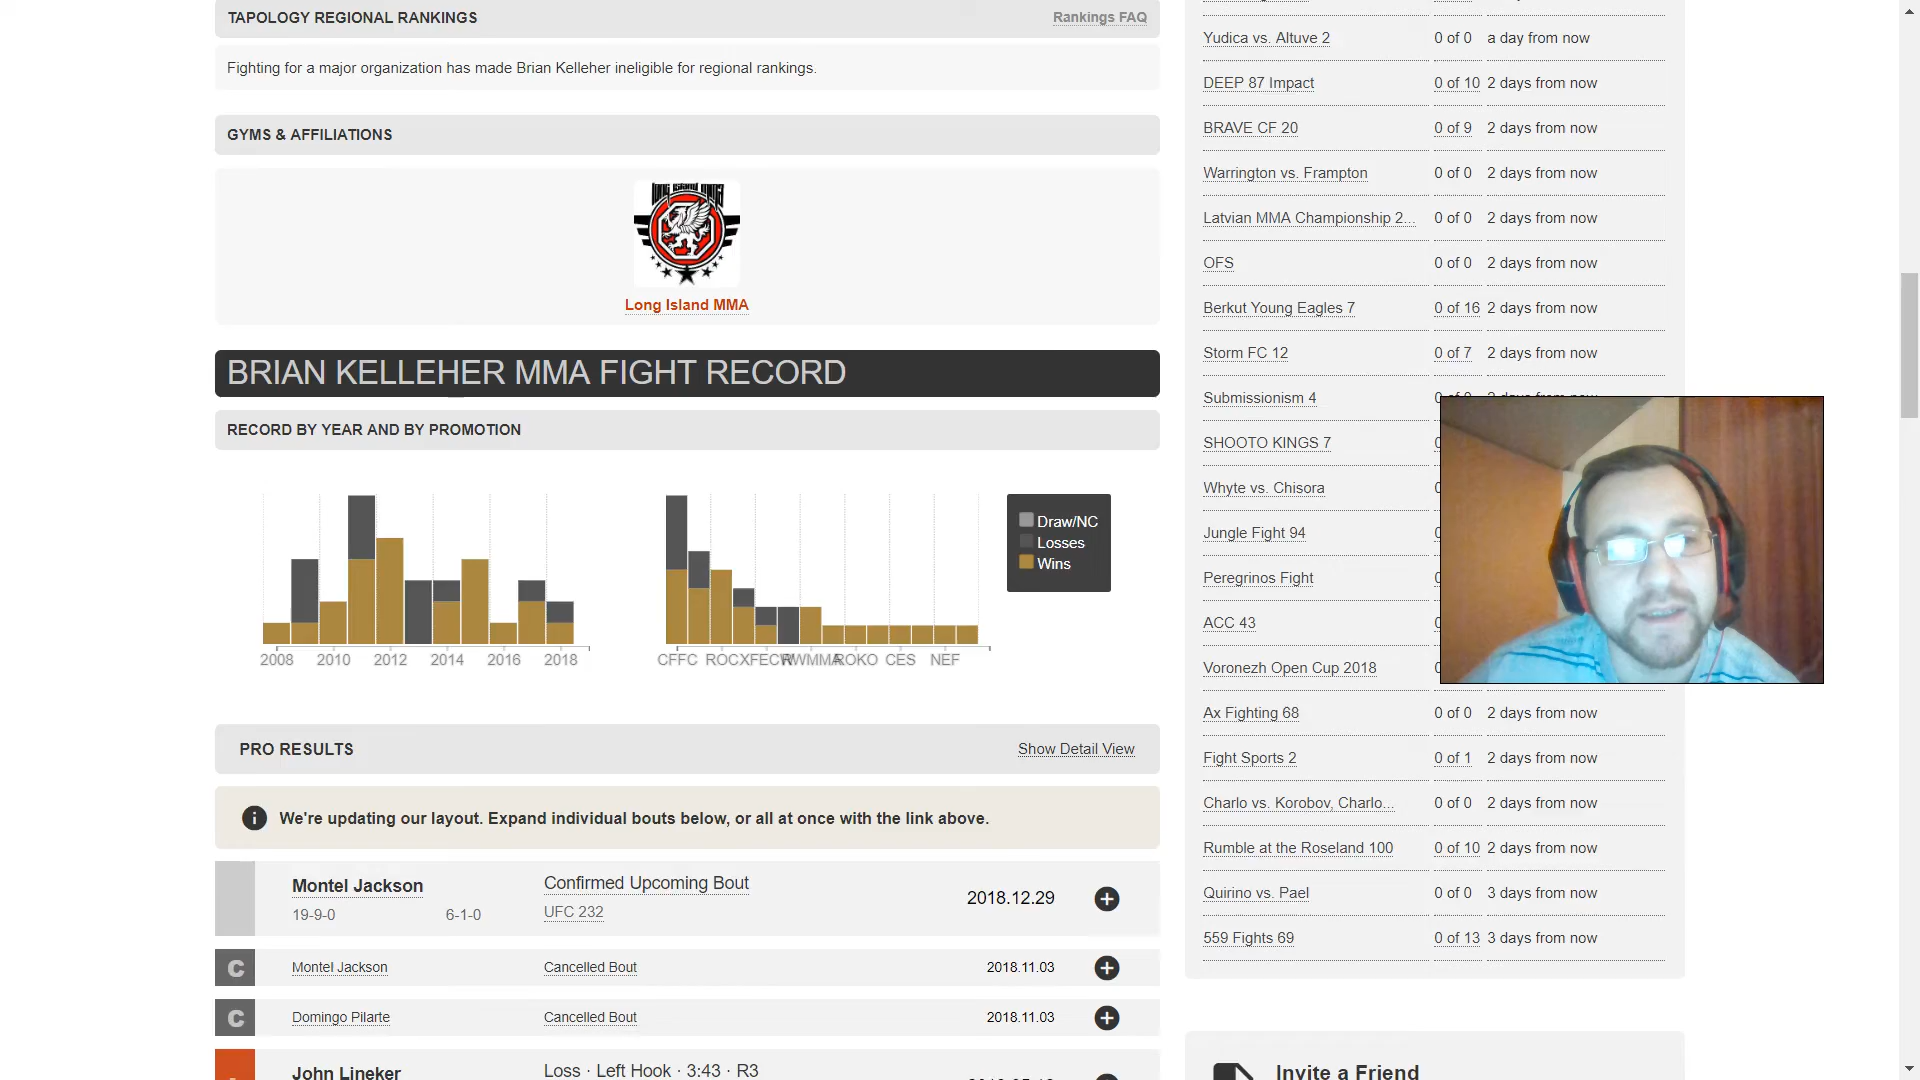 TAPOLOGY REGIONAL RANKINGS
Rankings FAQ
Fighting for a major organization has made Brian Kelleher ineligible for regional rankings.
GYMS & AFFILIATIONS
Long Island MMA
BRIAN KELLEHER MMA FIGHT RECORD
RECORD BY YEAR AND BY PROMOTION
Draw/NC
Losses
Wins
2008 2010 2012 2014 2016 2018
CFFC ROC ROKO CES NEF
PRO RESULTS
Show Detail View
We're updating our layout. Expand individual bouts below, or all at once with the link above.
Montel Jackson
Confirmed Upcoming Bout
19-9-0 6-1-0
UFC 232
2018.12.29
C Montel Jackson Cancelled Bout 2018.11.03
C Domingo Pilarte Cancelled Bout 2018.11.03
John Lineker
Loss · Left Hook · 3:43 · R3
Yudica vs. Altuve 2 0 of 0 a day from now
DEEP 87 Impact 0 of 10 2 days from now
BRAVE CF 20 0 of 9 2 days from now
Warrington vs. Frampton 0 of 0 2 days from now
Latvian MMA Championship 2... 0 of 0 2 days from now
OFS 0 of 0 2 days from now
Berkut Young Eagles 7 0 of 16 2 days from now
Storm FC 12 0 of 7 2 days from now
Submissionism 4
SHOOTO KINGS 7
Whyte vs. Chisora
Jungle Fight 94
Peregrinos Fight
ACC 43
Voronezh Open Cup 2018
Ax Fighting 68 0 of 0 2 days from now
Fight Sports 2 0 of 1 2 days from now
Charlo vs. Korobov, Charlo... 0 of 0 2 days from now
Rumble at the Roseland 100 0 of 10 2 days from now
Quirino vs. Pael 0 of 0 3 days from now
559 Fights 69 0 of 13 3 days from now
Invite a Friend